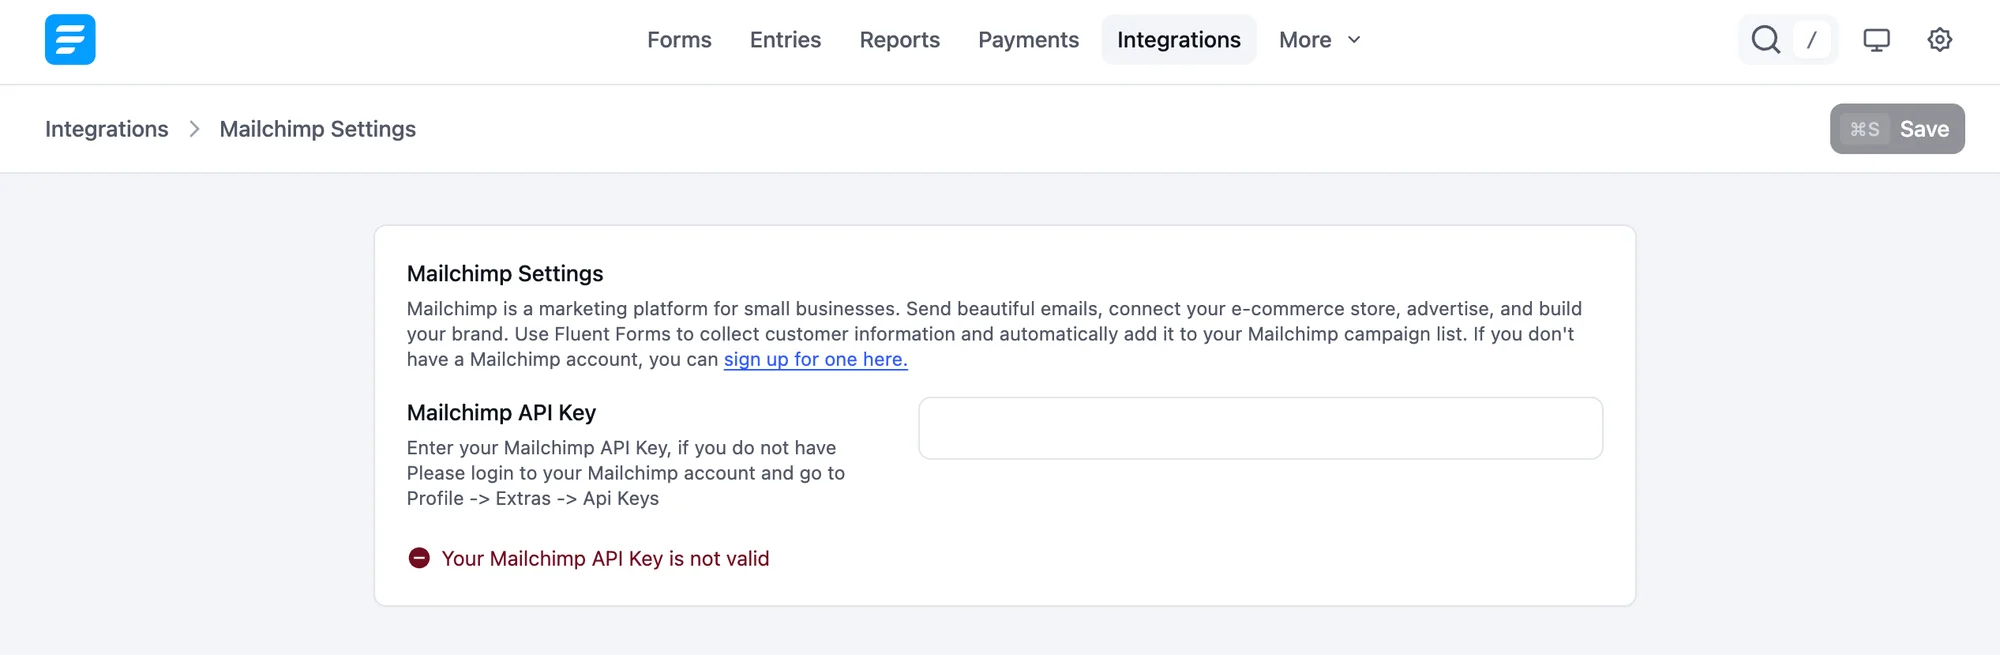 Forms Entries Reports Payments Integrations More /
Integrations > Mailchimp Settings ⌘S Save
Mailchimp Settings
Mailchimp is a marketing platform for small businesses. Send beautiful emails, connect your e-commerce store, advertise, and build
your brand. Use Fluent Forms to collect customer information and automatically add it to your Mailchimp campaign list. If you don't
have a Mailchimp account, you can sign up for one here.
Mailchimp API Key
Enter your Mailchimp API Key, if you do not have
Please login to your Mailchimp account and go to
Profile -> Extras -> Api Keys
Your Mailchimp API Key is not valid